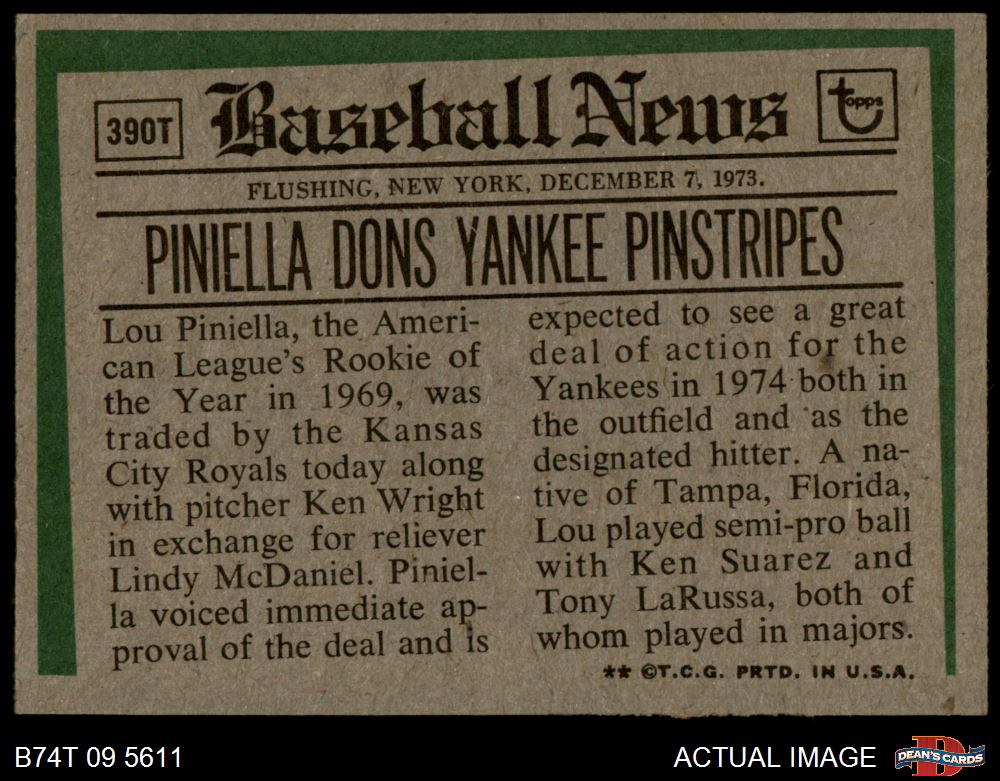 390T
Baseball News
topps
FLUSHING, NEW YORK, DECEMBER 7, 1973.
PINIELLA DONS YANKEE PINSTRIPES
Lou Piniella, the Ameri-
can League's Rookie of
the Year in 1969, was
traded by the Kansas
City Royals today along
with pitcher Ken Wright
in exchange for reliever
Lindy McDaniel. Piniel-
la voiced immediate ap-
proval of the deal and is
expected to see a great
deal of action for the
Yankees in 1974 both in
the outfield and as the
designated hitter. A na-
tive of Tampa, Florida,
Lou played semi-pro ball
with Ken Suarez and
Tony LaRussa, both of
whom played in majors.
** ©T.C.G. PRTD. IN U.S.A.
B74T 09 5611
ACTUAL IMAGE
D
DEAN'S CARDS